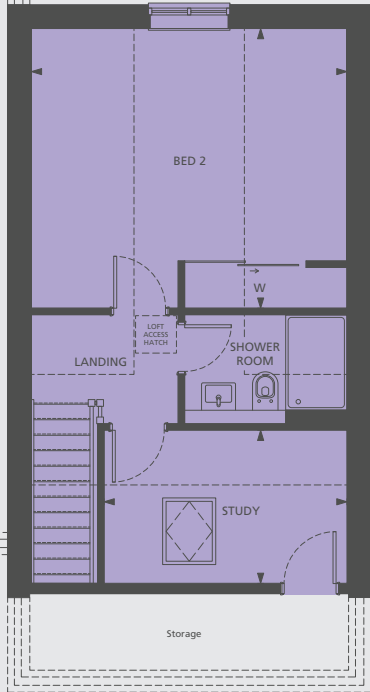 BED 2
W
LOFT
ACCESS
HATCH
LANDING
SHOWER
ROOM
STUDY
Storage